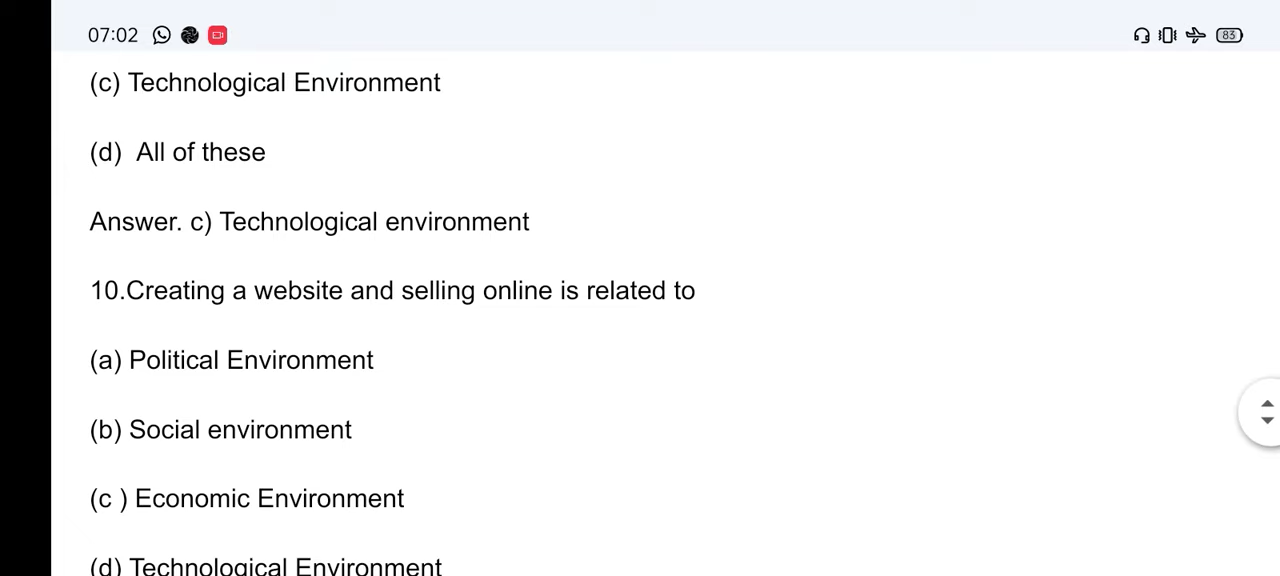 07:02
83
(c) Technological Environment
(d)  All of these
Answer. c) Technological environment
10.Creating a website and selling online is related to
(a) Political Environment
(b) Social environment
(c ) Economic Environment
(d) Technological Environment